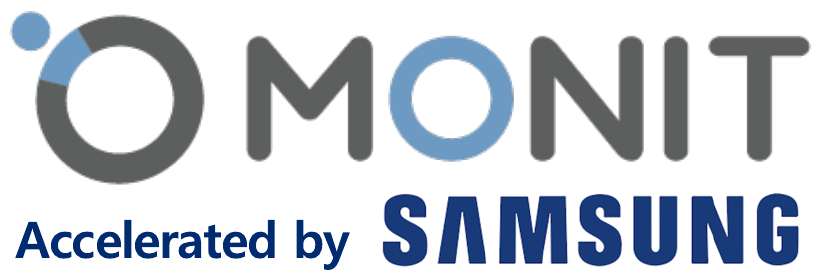 MONIT
Accelerated by SAMSUNG